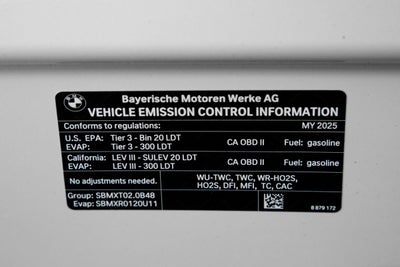 BMW
Bayerische Motoren Werke AG
VEHICLE EMISSION CONTROL INFORMATION
Conforms to regulations: MY 2025
U.S. EPA: Tier 3 - Bin 20 LDT CA OBD II Fuel: gasoline
EVAP: Tier 3 - 300 LDT
California: LEV III - SULEV 20 LDT CA OBD II Fuel: gasoline
EVAP: LEV III - 300 LDT
No adjustments needed. WU-TWC, TWC, WR-HO2S,
HO2S, DFI, MFI, TC, CAC
Group: SBMXT02.0B48
Evap: SBMXR0120U11
8 879 172